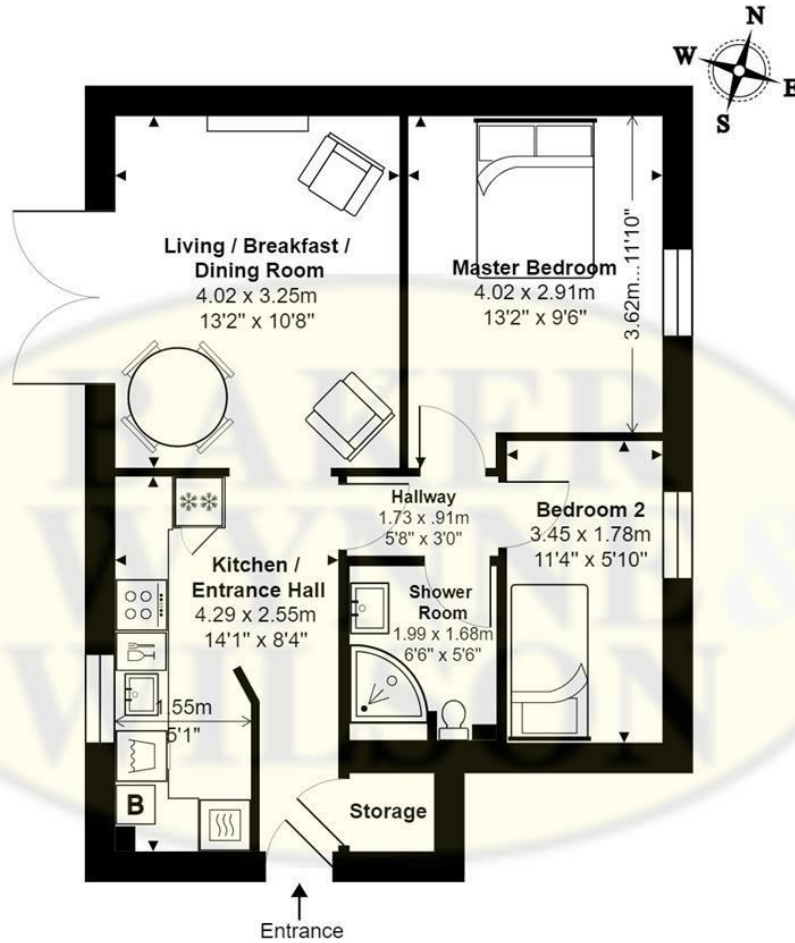 N
W
E
S
Living / Breakfast /
Dining Room
4.02 x 3.25m
13'2" x 10'8"
Master Bedroom
4.02 x 2.91m
13'2" x 9'6"
3.62m...11'10"
Hallway
1.73 x .91m
5'8" x 3'0"
Bedroom 2
3.45 x 1.78m
11'4" x 5'10"
Kitchen /
Entrance Hall
4.29 x 2.55m
14'1" x 8'4"
Shower
Room
1.99 x 1.68m
6'6" x 5'6"
1.55m
5'1"
B
Storage
Entrance
BAKER
WYNNE &
WILSON